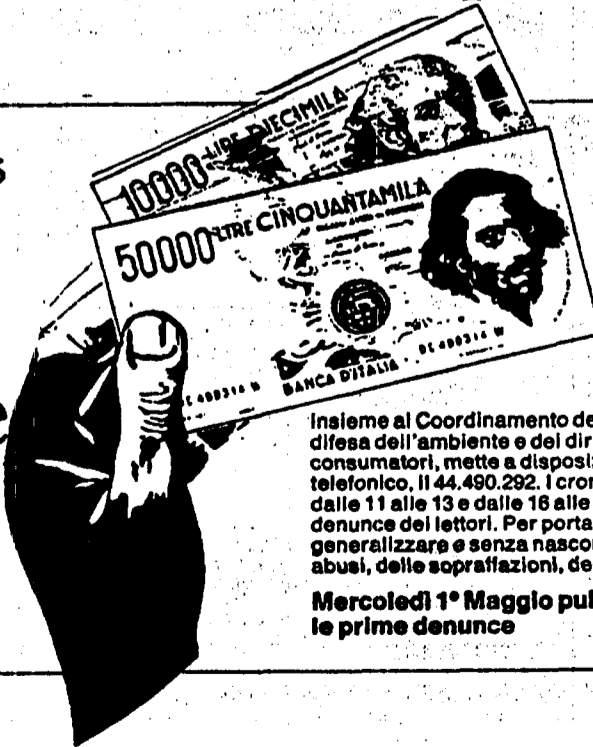 10000 LIRE DIECIMILA
50000 LIRE CINQUANTAMILA
BANCA D'ITALIA
Insieme al Coordinamento de
difesa dell'ambiente e dei dir
consumatori, mette a disposi
telefonico, il 44.490.292. I cron
dalle 11 alle 13 e dalle 16 alle
denunce dei lettori. Per porta
generalizzare e senza nascon
abusi, delle sopraffazioni, de
Mercoledì 1° Maggio pul
le prime denunce